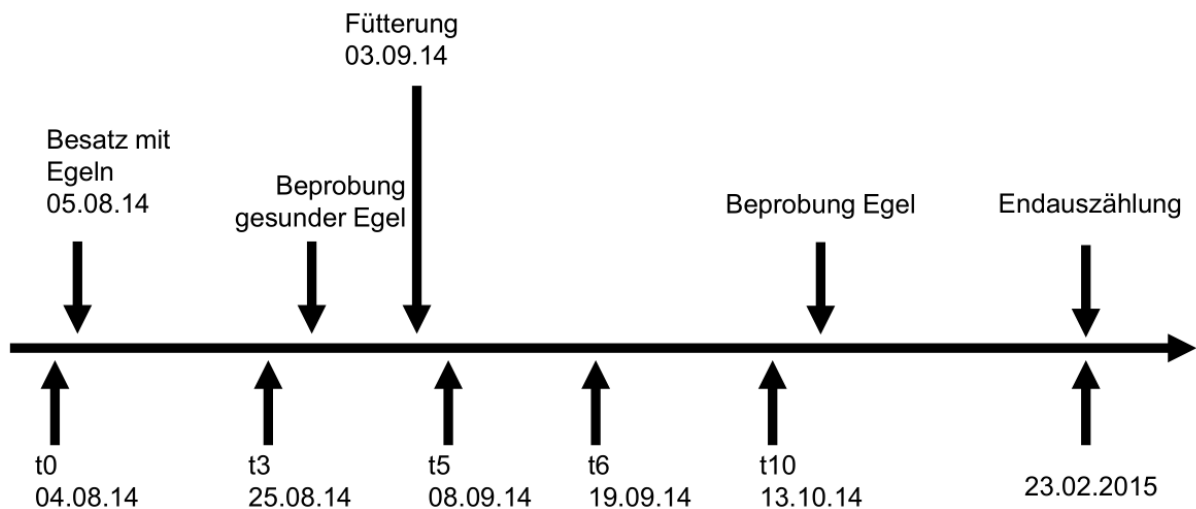 Fütterung
03.09.14
Besatz mit
Egeln
05.08.14
Beprobung
gesunder Egel
Beprobung Egel
Endauszählung
t0
04.08.14
t3
25.08.14
t5
08.09.14
t6
19.09.14
t10
13.10.14
23.02.2015